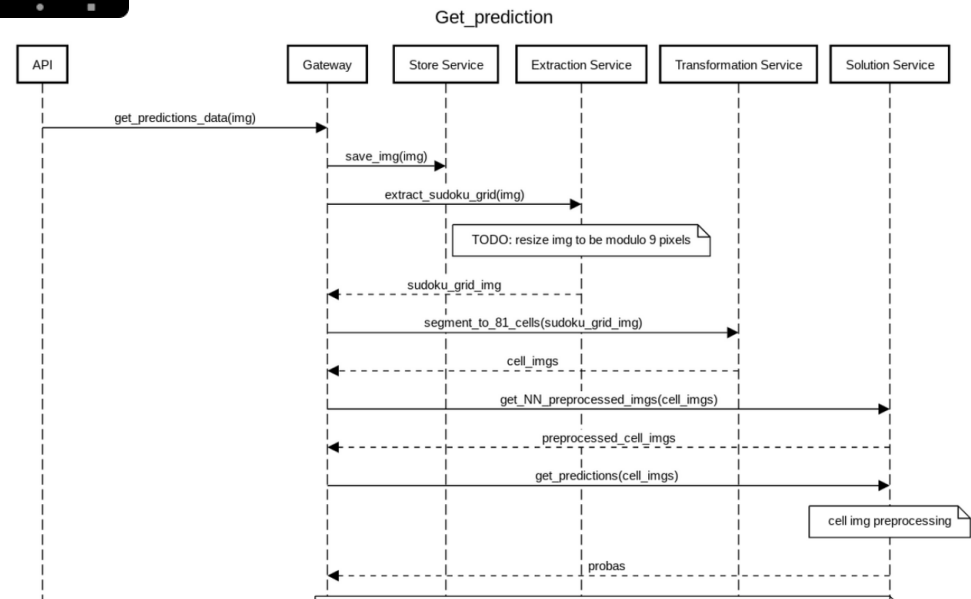 Get_prediction
API
Gateway
Store Service
Extraction Service
Transformation Service
Solution Service
get_predictions_data(img)
save_img(img)
extract_sudoku_grid(img)
TODO: resize img to be modulo 9 pixels
sudoku_grid_img
segment_to_81_cells(sudoku_grid_img)
cell_imgs
get_NN_preprocessed_imgs(cell_imgs)
preprocessed_cell_imgs
get_predictions(cell_imgs)
cell img preprocessing
probas